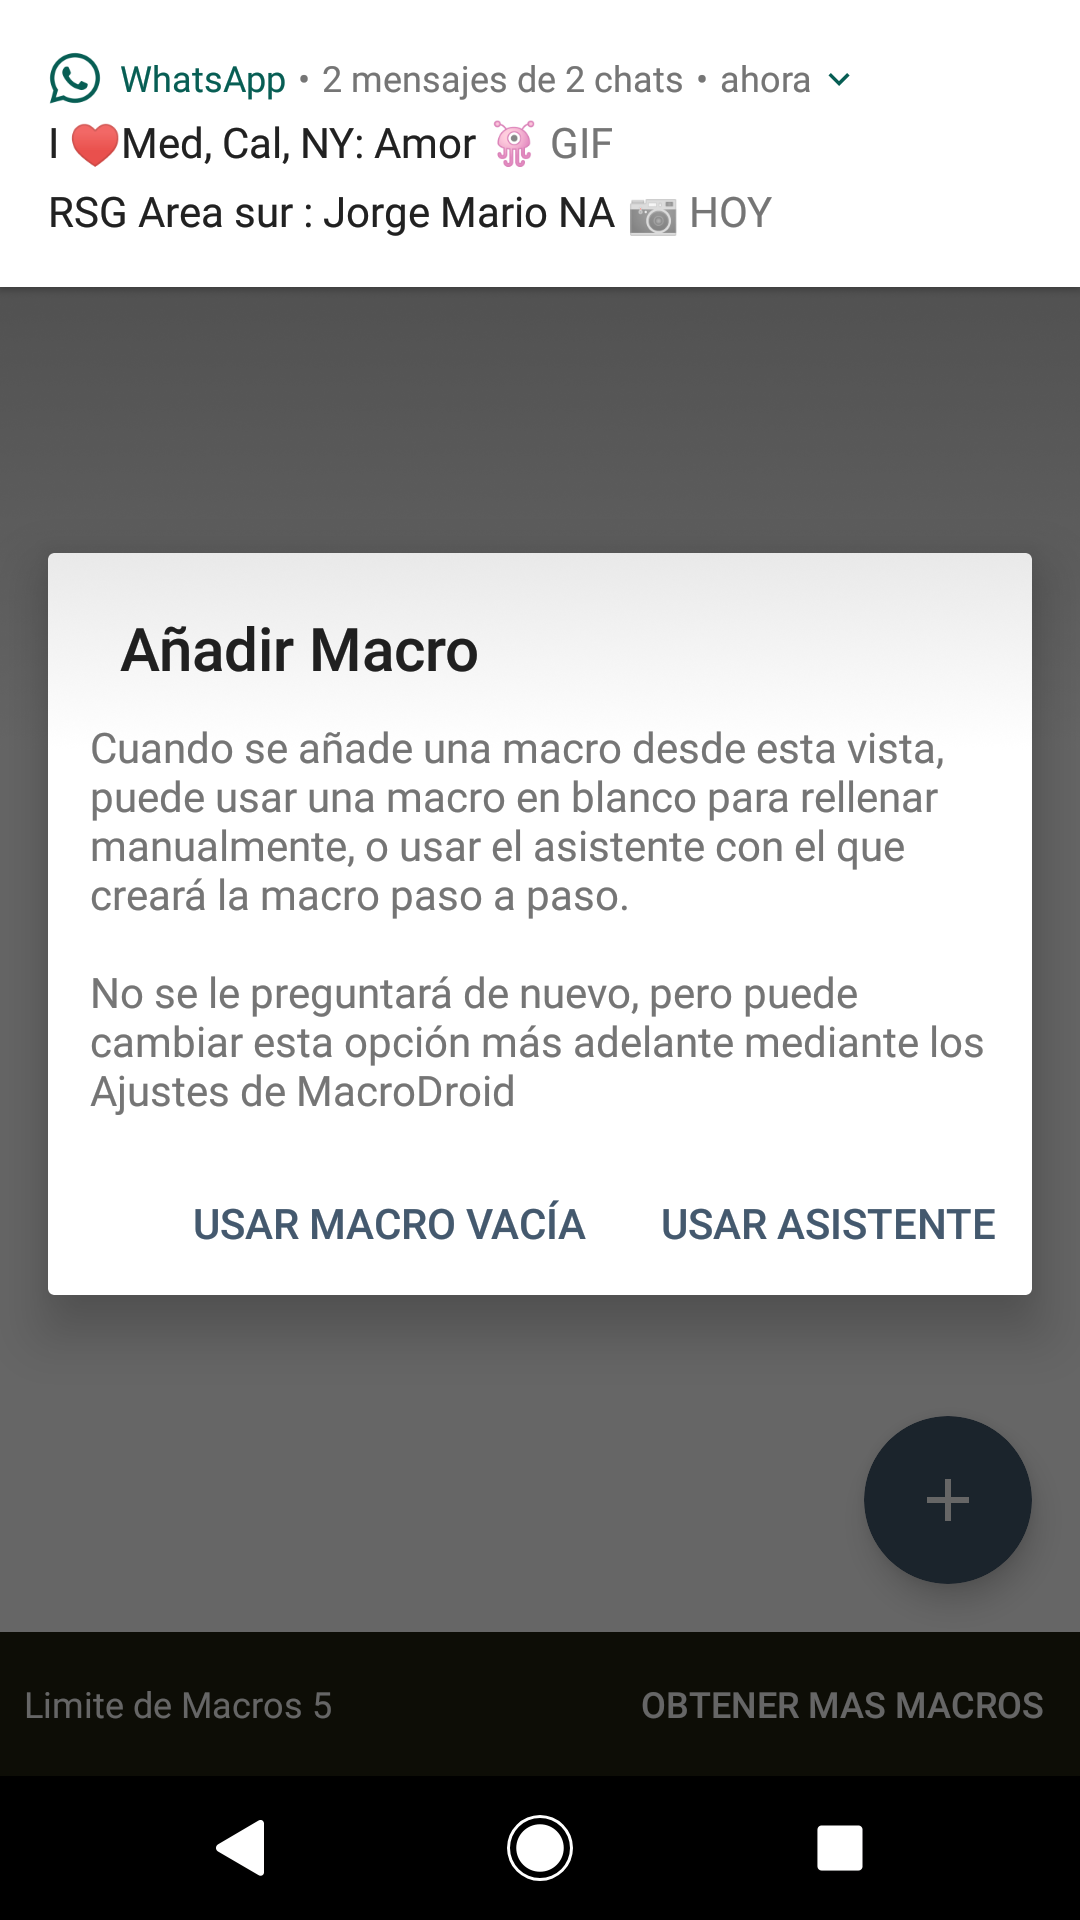 WhatsApp • 2 mensajes de 2 chats • ahora
I ❤️Med, Cal, NY: Amor GIF
RSG Area sur : Jorge Mario NA 📷 HOY
Añadir Macro
Cuando se añade una macro desde esta vista,
puede usar una macro en blanco para rellenar
manualmente, o usar el asistente con el que
creará la macro paso a paso.
No se le preguntará de nuevo, pero puede
cambiar esta opción más adelante mediante los
Ajustes de MacroDroid
USAR MACRO VACÍA USAR ASISTENTE
Limite de Macros 5 OBTENER MAS MACROS